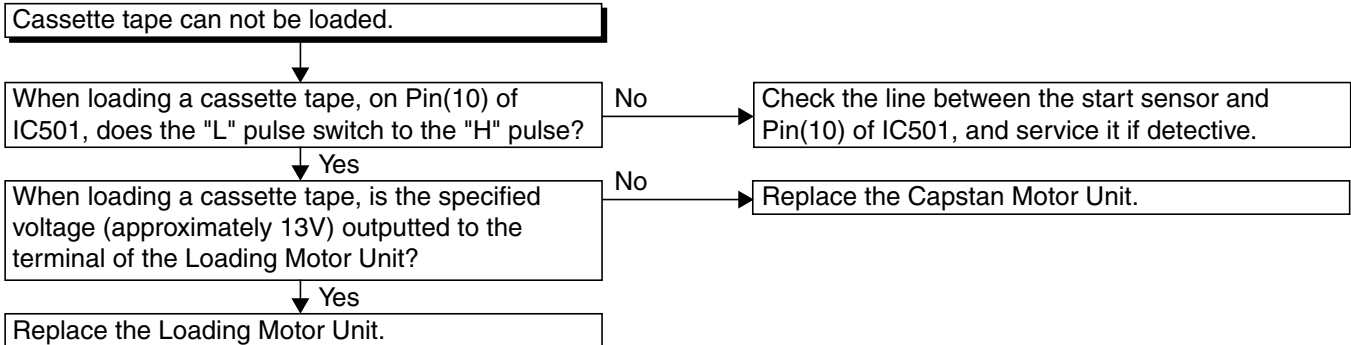 Cassette tape can not be loaded.
When loading a cassette tape, on Pin(10) of
IC501, does the "L" pulse switch to the "H" pulse?
No
Check the line between the start sensor and
Pin(10) of IC501, and service it if detective.
Yes
When loading a cassette tape, is the specified
voltage (approximately 13V) outputted to the
terminal of the Loading Motor Unit?
No
Replace the Capstan Motor Unit.
Yes
Replace the Loading Motor Unit.